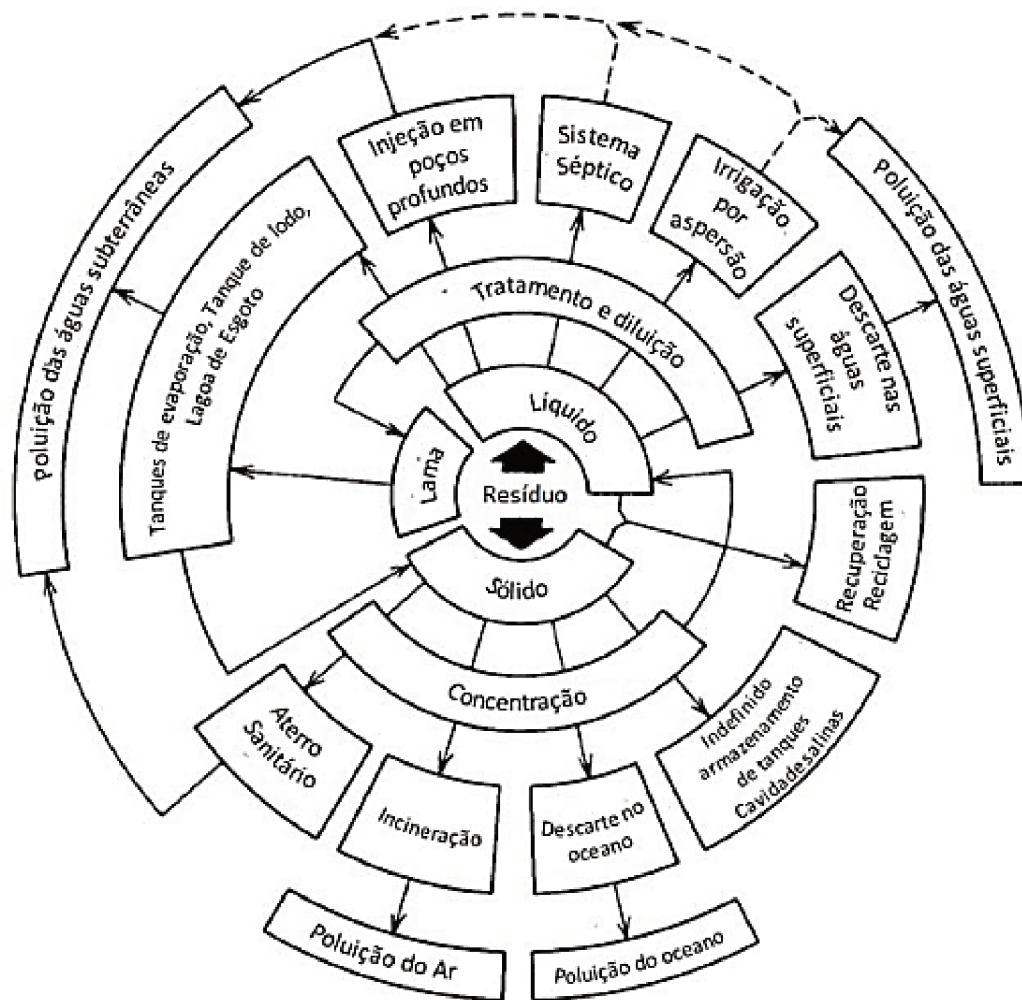 Injeção em
poços
profundos
Sistema
Séptico
Irrigação
por
aspersão
Poluição das águas superficiais
Poluição das águas subterrâneas
Tanques de evaporação, Tanque de lodo,
Lagoa de Esgoto
Tratamento e diluição
Descarte nas
águas
superficiais
Líquido
Lama
Resíduo
Sólido
Recuperação
Reciclagem
Concentração
Indefinido
armazenamento
de tanques
Cavidade salinas
Aterro
Sanitário
Incineração
Descarte no
oceano
Poluição do Ar
Poluição do oceano